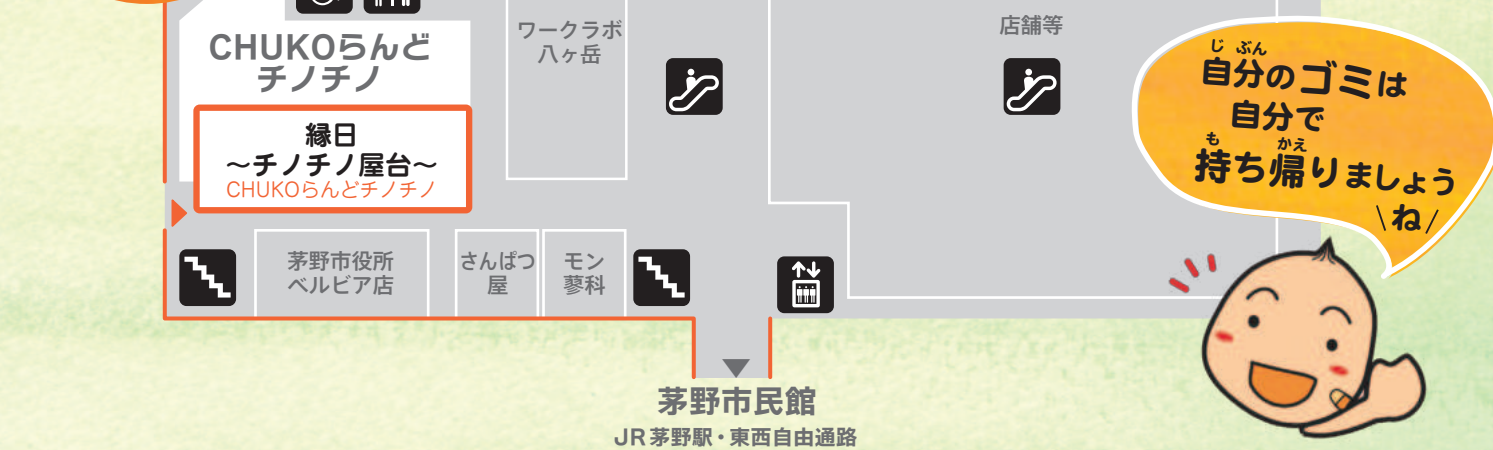 CHUKOらんど
チノチノ
縁日
～チノチノ屋台～
CHUKOらんどチノチノ
ワークラボ
八ヶ岳
店舗等
茅野市役所
ベルビア店
さんぱつ
屋
モン
蓼科
茅野市民館
JR茅野駅・東西自由通路
じぶん
自分のゴミは
自分で
も かえ
持ち帰りましょう
\ね/